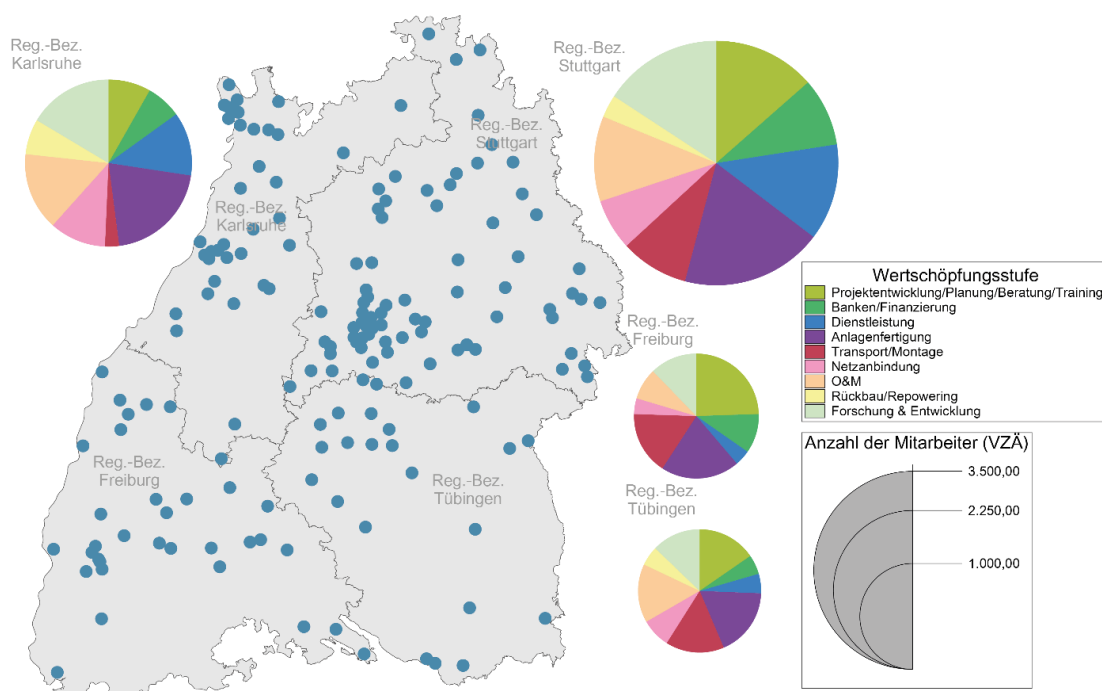 Reg.-Bez.
Karlsruhe
Reg.-Bez.
Stuttgart
Reg.-Bez.
Stuttgart
Reg.-Bez.
Karlsruhe
Reg.-Bez.
Freiburg
Reg.-Bez.
Tübingen
Reg.-Bez.
Freiburg
Reg.-Bez.
Tübingen
Wertschöpfungsstufe
Projektentwicklung/Planung/Beratung/Training
Banken/Finanzierung
Dienstleistung
Anlagenfertigung
Transport/Montage
Netzanbindung
O&M
Rückbau/Repowering
Forschung & Entwicklung
Anzahl der Mitarbeiter (VZÄ)
3.500,00
2.250,00
1.000,00